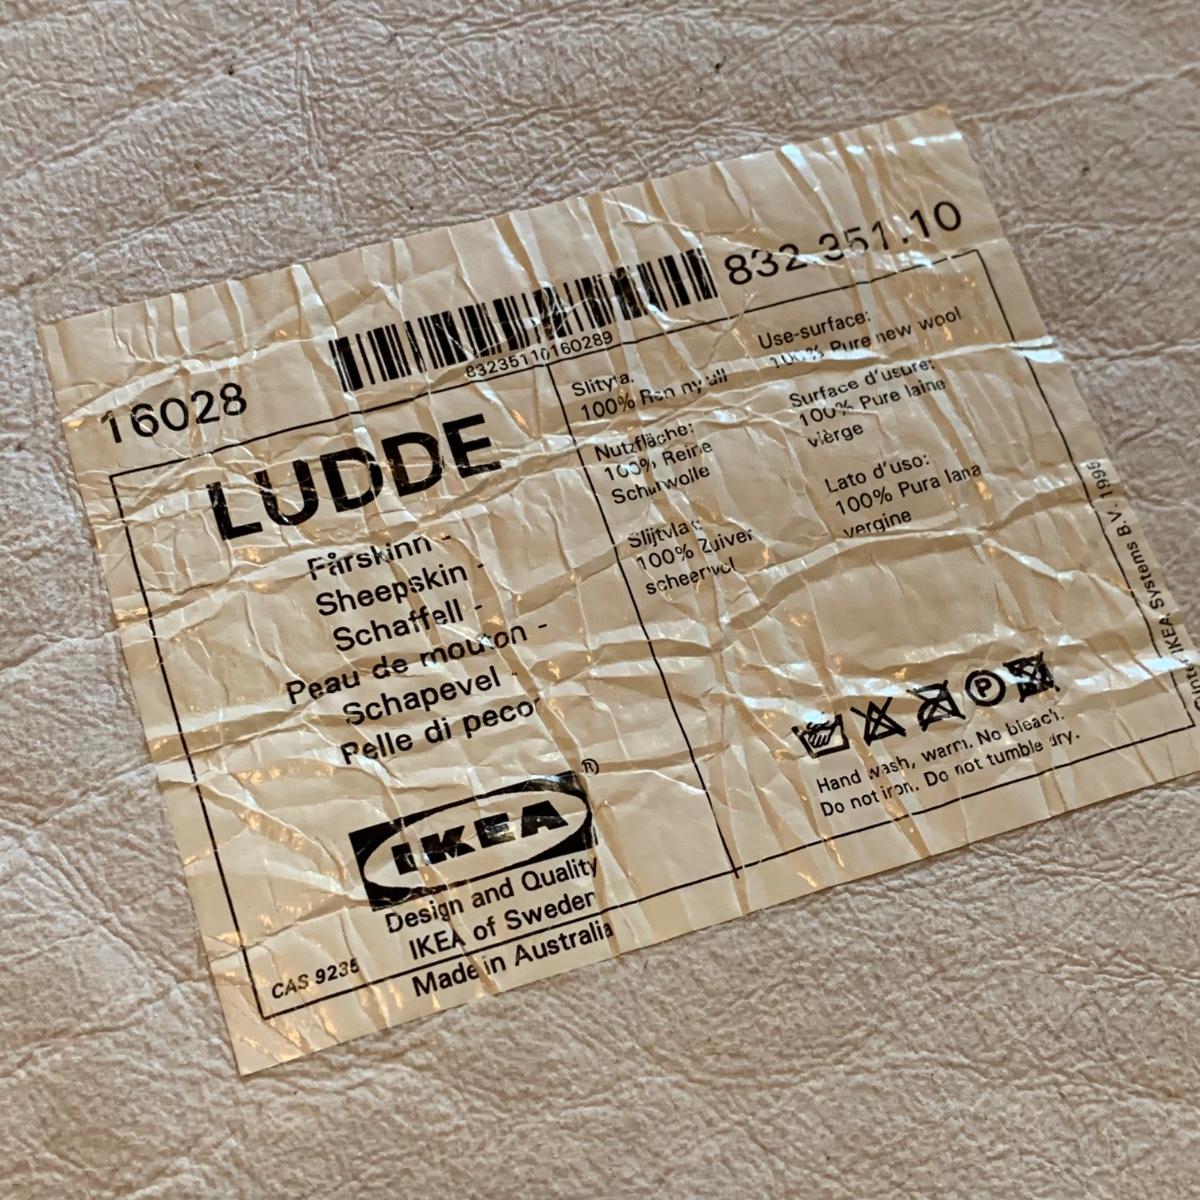 16028
83235110160289
832.351.10
LUDDE
Fårskinn -
Sheepskin -
Schaffell -
Peau de mouton -
Schapevel -
Pelle di pecor
IKEA®
Design and Quality
IKEA of Sweden
Made in Australia
CAS 9235
Slityta:
100% Ren ny ull
Nutzfläche:
100% Reine
Schurwolle
Slijtvlak:
100% Zuiver
scheerwol
Use-surface:
100% Pure new wool
Surface d'usure:
100% Pure laine
vièrge
Lato d'uso:
100% Pura lana
vergine
P
Hand wash, warm. No bleach.
Do not iron. Do not tumble dry.
IKEA Systems B.V. 1995